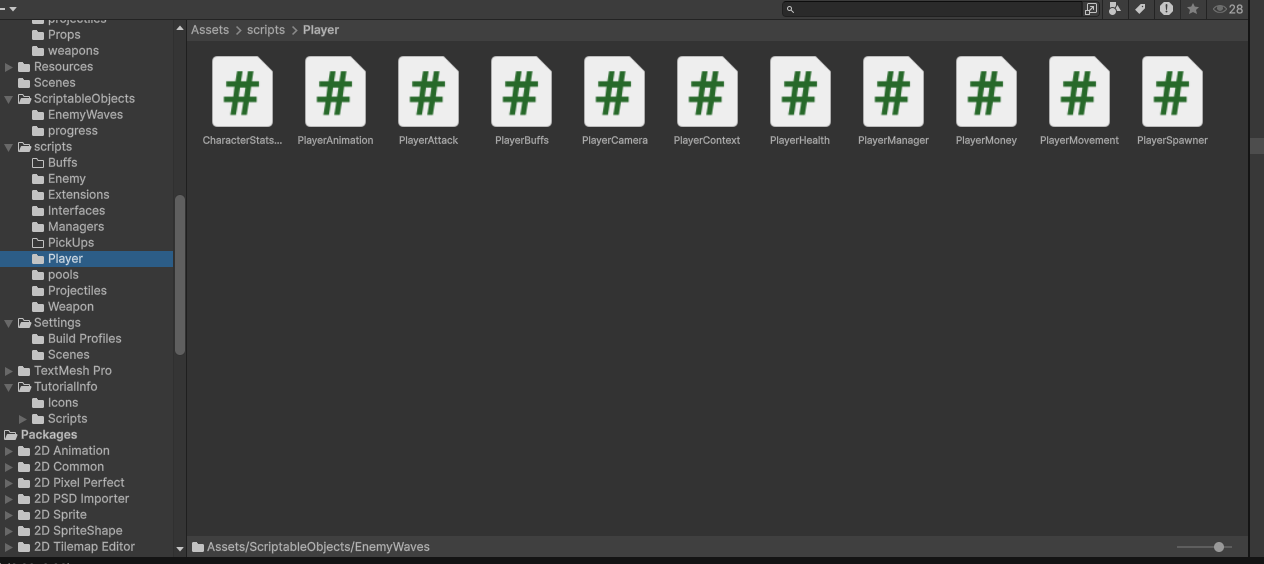 28
projectiles
Props
weapons
Resources
Scenes
ScriptableObjects
EnemyWaves
progress
scripts
Buffs
Enemy
Extensions
Interfaces
Managers
PickUps
Player
pools
Projectiles
Weapon
Settings
Build Profiles
Scenes
TextMesh Pro
TutorialInfo
Icons
Scripts
Packages
2D Animation
2D Common
2D Pixel Perfect
2D PSD Importer
2D Sprite
2D SpriteShape
2D Tilemap Editor
Assets > scripts > Player
# # # # # # # # # # #
CharacterStats... PlayerAnimation PlayerAttack PlayerBuffs PlayerCamera PlayerContext PlayerHealth PlayerManager PlayerMoney PlayerMovement PlayerSpawner
Assets/ScriptableObjects/EnemyWaves